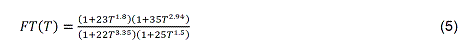 FT(T) = (1+23T^1.8)(1+35T^2.94) / (1+22T^3.35)(1+25T^1.5) (5)